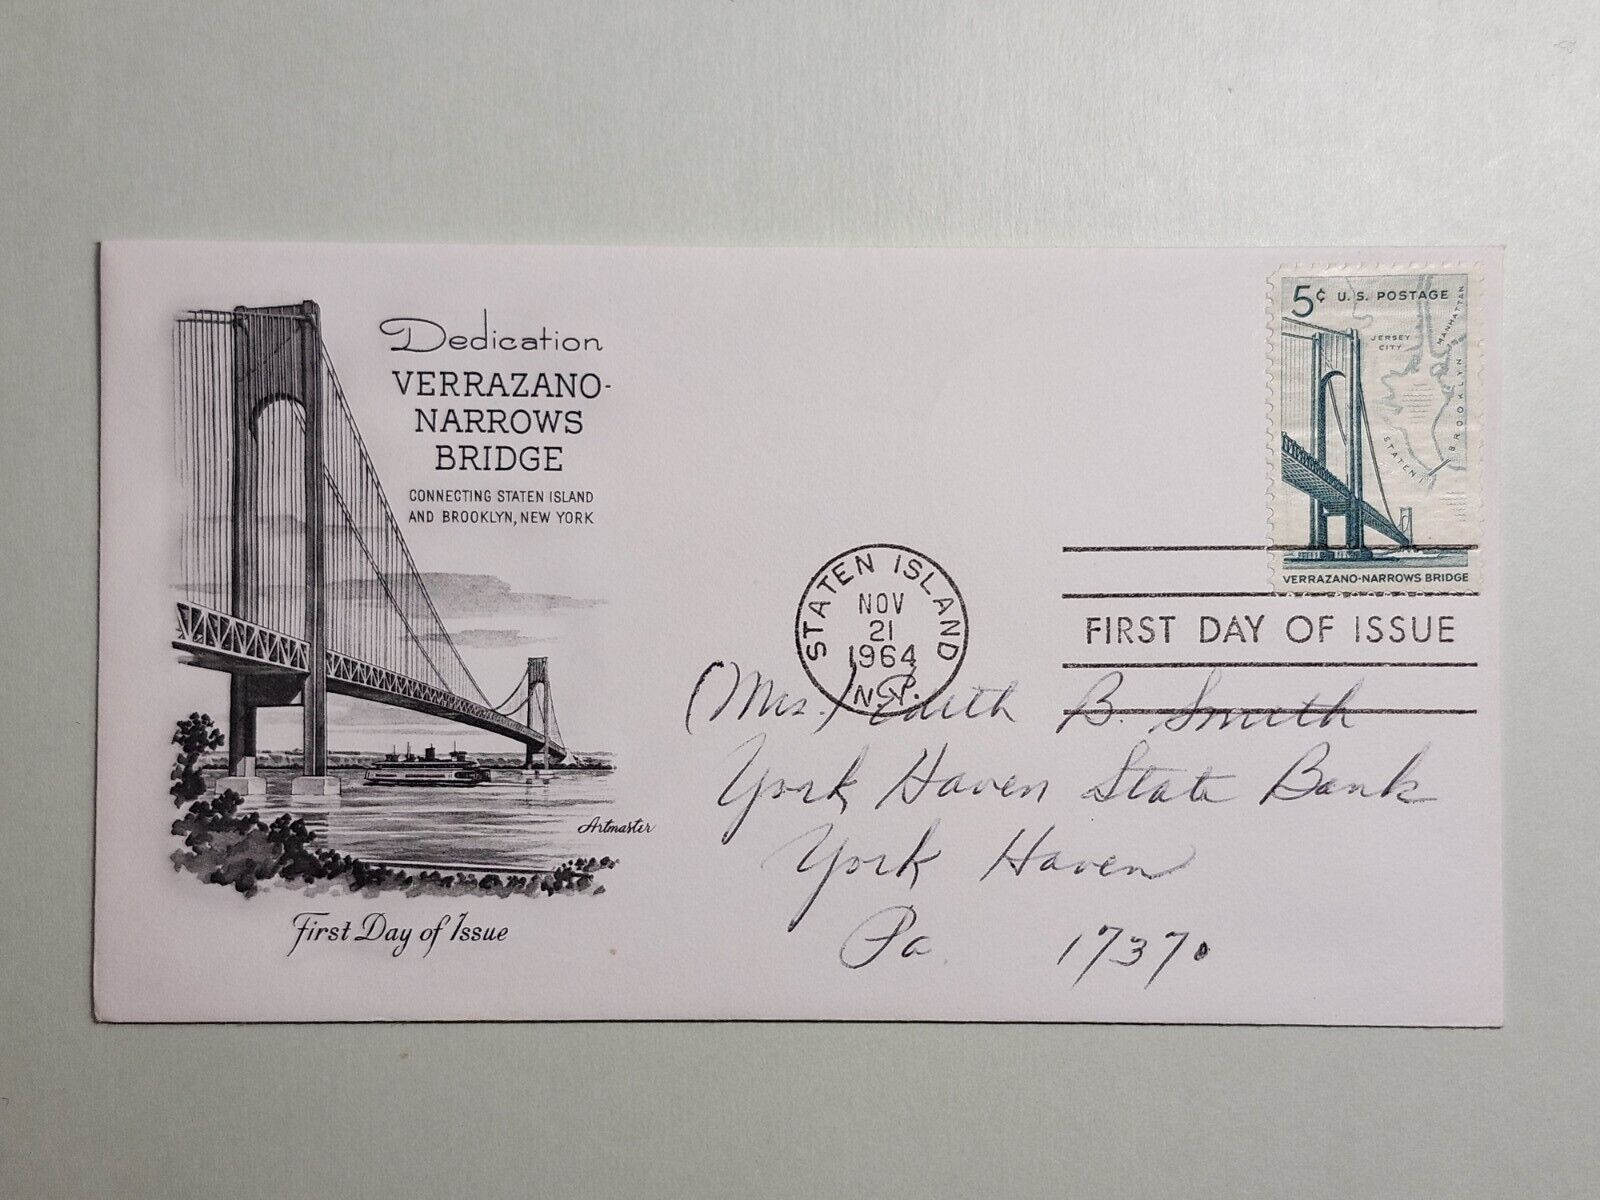 Dedication
VERRAZANO-
NARROWS
BRIDGE
CONNECTING STATEN ISLAND
AND BROOKLYN, NEW YORK
Artmaster
First Day of Issue
STATEN ISLAND
NOV
21
1964
N.Y.
5¢ U.S. POSTAGE
JERSEY
CITY
MANHATTAN
BROOKLYN
STATEN I
VERRAZANO-NARROWS BRIDGE
FIRST DAY OF ISSUE
(Mrs.) Edith B. Smith
York Haven State Bank
York Haven
Pa. 17370